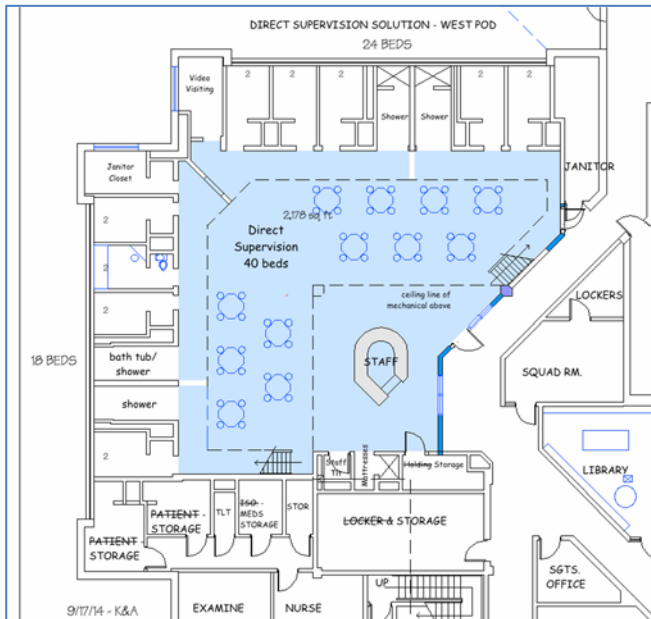 DIRECT SUPERVISION SOLUTION - WEST POD
24 BEDS
Video
Visiting
2
2
2
Shower
Shower
2
2
Janitor
Closet
JANITOR
2
2,178 sq, ft
Direct
Supervision
40 beds
2
ceiling line of
mechanical above
LOCKERS
2
18 BEDS
bath tub/
shower
STAFF
SQUAD RM.
shower
2
Staff
Tlt
Mattresses
Holding Storage
LIBRARY
PATIENT -
STORAGE
TLT
ISO -
MEDS
STORAGE
STOR
LOCKER & STORAGE
PATIENT -
STORAGE
SGTS.
OFFICE
UP
9/17/14 - K&A
EXAMINE
NURSE